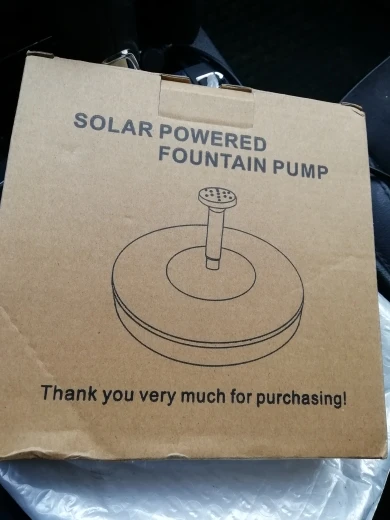 SOLAR POWERED
FOUNTAIN PUMP
Thank you very much for purchasing!